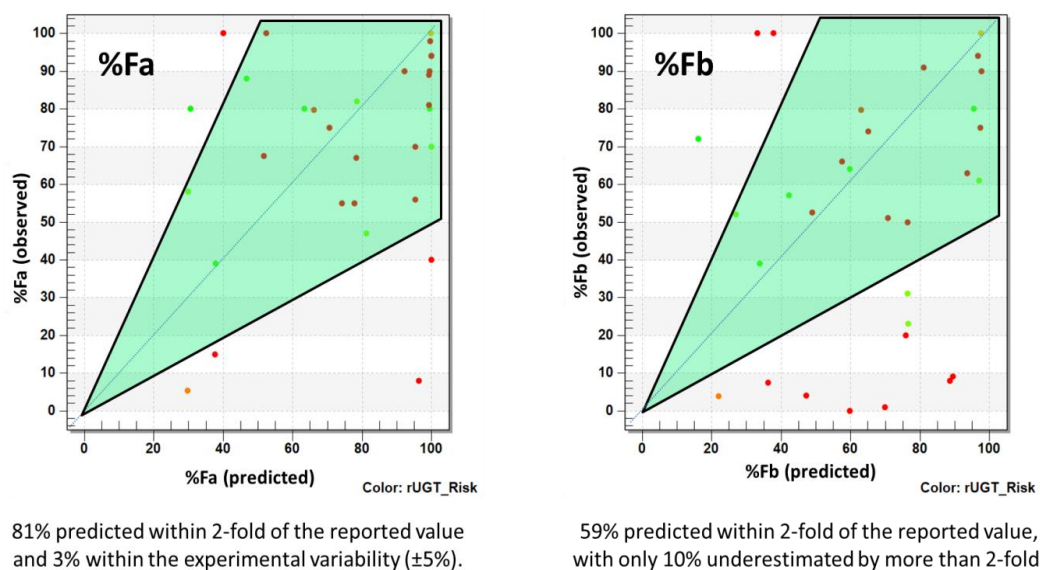 %Fa
%Fa (observed)
100
90
80
70
60
50
40
30
20
10
0
0 20 40 60 80 100
%Fa (predicted)
Color: rUGT_Risk
81% predicted within 2-fold of the reported value
and 3% within the experimental variability (±5%).
%Fb
%Fb (observed)
100
90
80
70
60
50
40
30
20
10
0
0 20 40 60 80 100
%Fb (predicted)
Color: rUGT_Risk
59% predicted within 2-fold of the reported value,
with only 10% underestimated by more than 2-fold